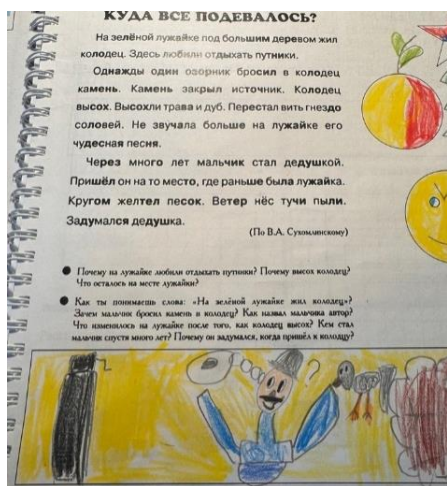 КУДА ВСЕ ПОДЕВАЛОСЬ?
На зелёной лужайке под большим деревом жил
колодец. Здесь любили отдыхать путники.
Однажды один озорник бросил в колодец
камень. Камень закрыл источник. Колодец
высох. Высохли трава и дуб. Перестал вить гнездо
соловей. Не звучала больше на лужайке его
чудесная песня.
Через много лет мальчик стал дедушкой.
Пришёл он на то место, где раньше была лужайка.
Кругом желтел песок. Ветер нёс тучи пыли.
Задумался дедушка.
(По В.А. Сухомлинскому)
● Почему на лужайке любили отдыхать путники? Почему высох колодец?
Что осталось на месте лужайки?
● Как ты понимаешь слова: «На зелёной лужайке жил колодец»?
Зачем мальчик бросил камень в колодец? Как назвал мальчика автор?
Что изменилось на лужайке после того, как колодец высох? Кем стал
мальчик спустя много лет? Почему он задумался, когда пришёл к колодцу?
?